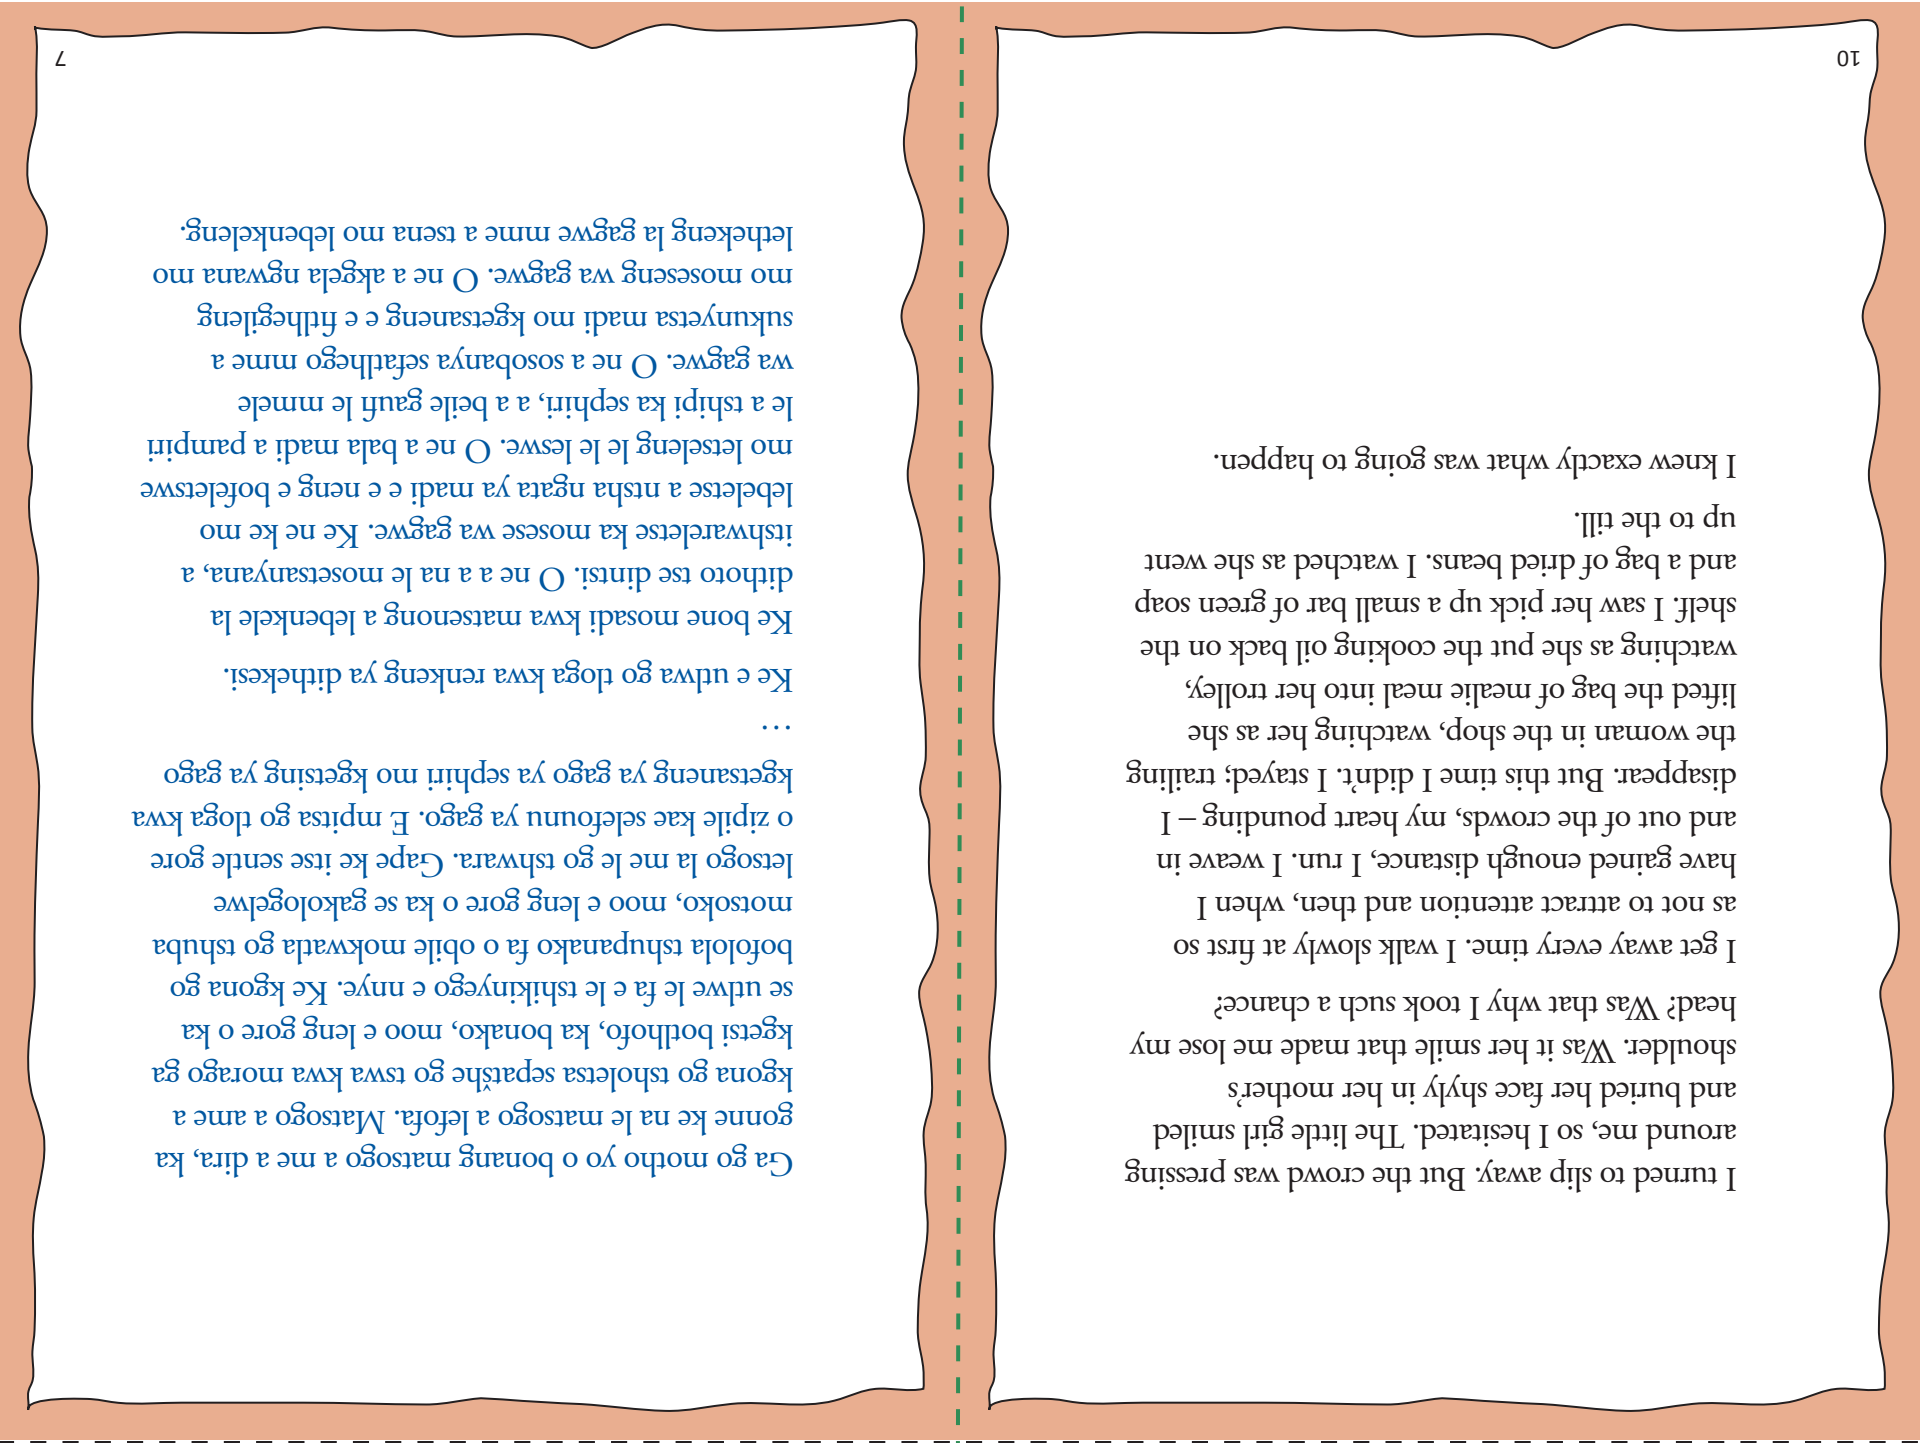 I turned to slip away. But the crowd was pressing
around me, so I hesitated. The little girl smiled
and buried her face shyly in her mother's
shoulder. Was it her smile that made me lose my
head? Was that why I took such a chance?
I get away every time. I walk slowly at first so
as not to attract attention and then, when I
have gained enough distance, I run. I weave in
and out of the crowds, my heart pounding – I
disappear. But this time I didn't. I stayed; trailing
the woman in the shop, watching her as she
lifted the bag of mealie meal into her trolley,
watching as she put the cooking oil back on the
shelf. I saw her pick up a small bar of green soap
and a bag of dried beans. I watched as she went
up to the till.
I knew exactly what was going to happen.
10
Ga go motho yo o bonang matsogo a me a dira, ka
gonne ke na le matsogo a lefofa. Matsogo a ame a
kgona go tsholetsa sepatšhe go tswa kwa morago ga
kgetsi botlhofo, ka bonako, moo e leng gore o ka
se utlwe le fa e le tshikinyego e nnye. Ke kgona go
bofolola tshupanako fa o obile mokwatla go tshuba
motsoko, moo e leng gore o ka se gakologelwe
letsogo la me le go tshwara. Gape ke itse sentle gore
o zipile kae selefounu ya gago. E mpitsa go tloga kwa
kgetsaneng ya gago ya sephiri mo kgetsing ya gago
…
Ke e utlwa go tloga kwa renkeng ya dithekesi.
Ke bone mosadi kwa matsenong a lebenkele la
dithoto tse dintsi. O ne a a na le mosetsanyana, a
itshwareletse ka mosese wa gagwe. Ke ne ke mo
lebeletse a ntsha ngata ya madi e e neng e bofeletswe
mo letseleng le le leswe. O ne a bala madi a pampiri
le a tshipi ka sephiri, a a beile gaufi le mmele
wa gagwe. O ne a sosobanya sefatlhego mme a
sukunyetsa madi mo kgetsaneng e e fitlhegileng
mo moseseng wa gagwe. O ne a akgela ngwana mo
lethekeng la gagwe mme a tsena mo lebenkeleng.
7